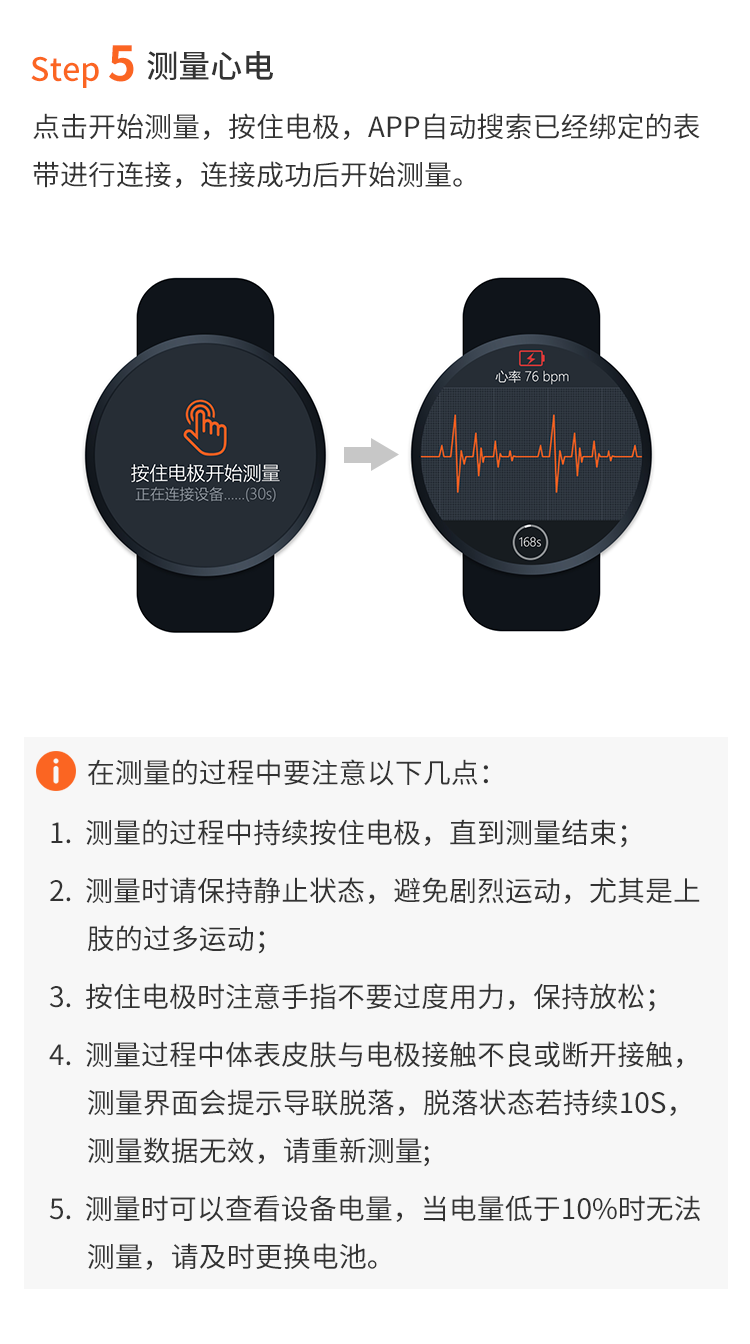 Step 5 测量心电
点击开始测量，按住电极，APP自动搜索已经绑定的表
带进行连接，连接成功后开始测量。
按住电极开始测量
正在连接设备......(30s)
心率 76 bpm
168s
在测量的过程中要注意以下几点：
1. 测量的过程中持续按住电极，直到测量结束；
2. 测量时请保持静止状态，避免剧烈运动，尤其是上
肢的过多运动；
3. 按住电极时注意手指不要过度用力，保持放松；
4. 测量过程中体表皮肤与电极接触不良或断开接触，
测量界面会提示导联脱落，脱落状态若持续10S，
测量数据无效，请重新测量;
5. 测量时可以查看设备电量，当电量低于10%时无法
测量，请及时更换电池。